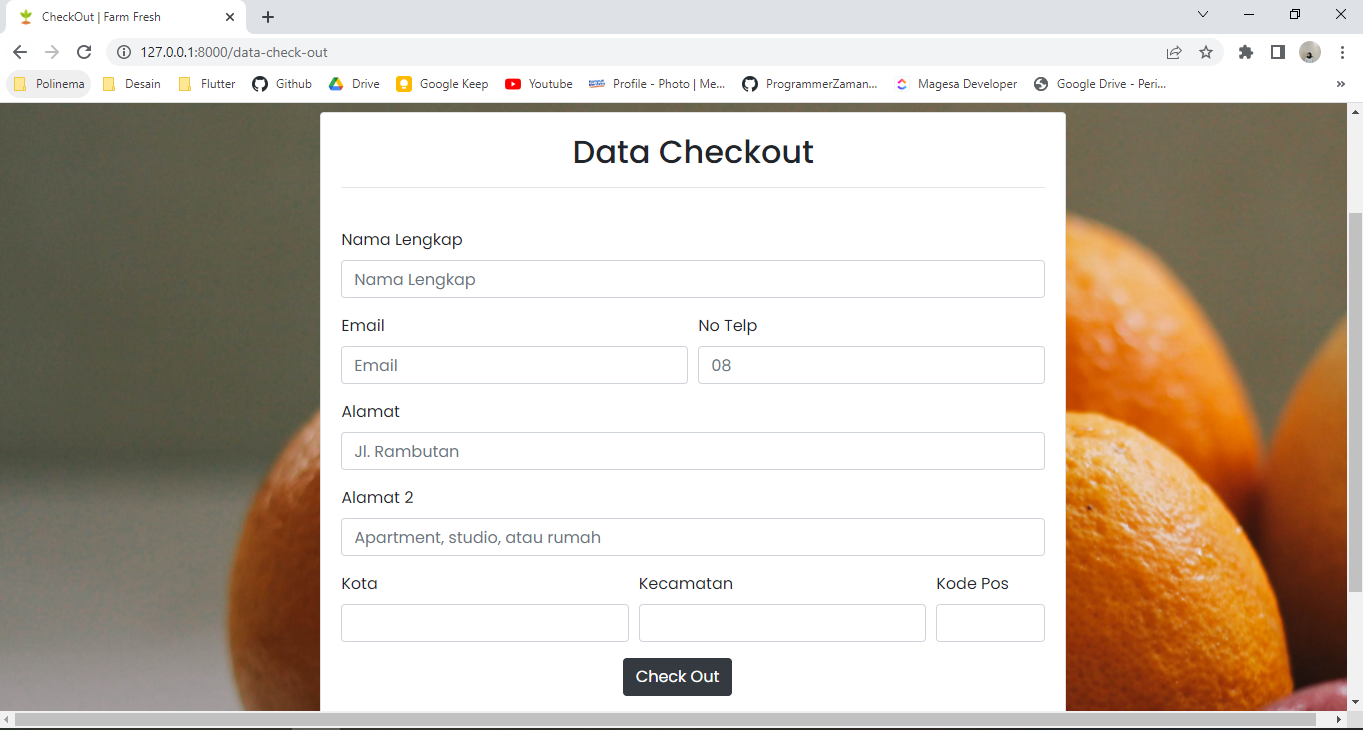 CheckOut | Farm Fresh
127.0.0.1:8000/data-check-out
Polinema Desain Flutter Github Drive Google Keep Youtube Profile - Photo | Me... ProgrammerZaman... Magesa Developer Google Drive - Peri... »
Data Checkout
Nama Lengkap
Nama Lengkap
Email No Telp
Email 08
Alamat
Jl. Rambutan
Alamat 2
Apartment, studio, atau rumah
Kota Kecamatan Kode Pos
Check Out